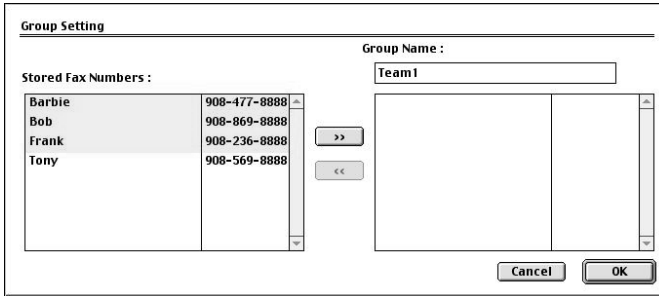 Group Setting
Group Name :
Team1
Stored Fax Numbers :
Barbie 908-477-8888
Bob 908-869-8888
Frank 908-236-8888
Tony 908-569-8888
>>
<<
Cancel OK